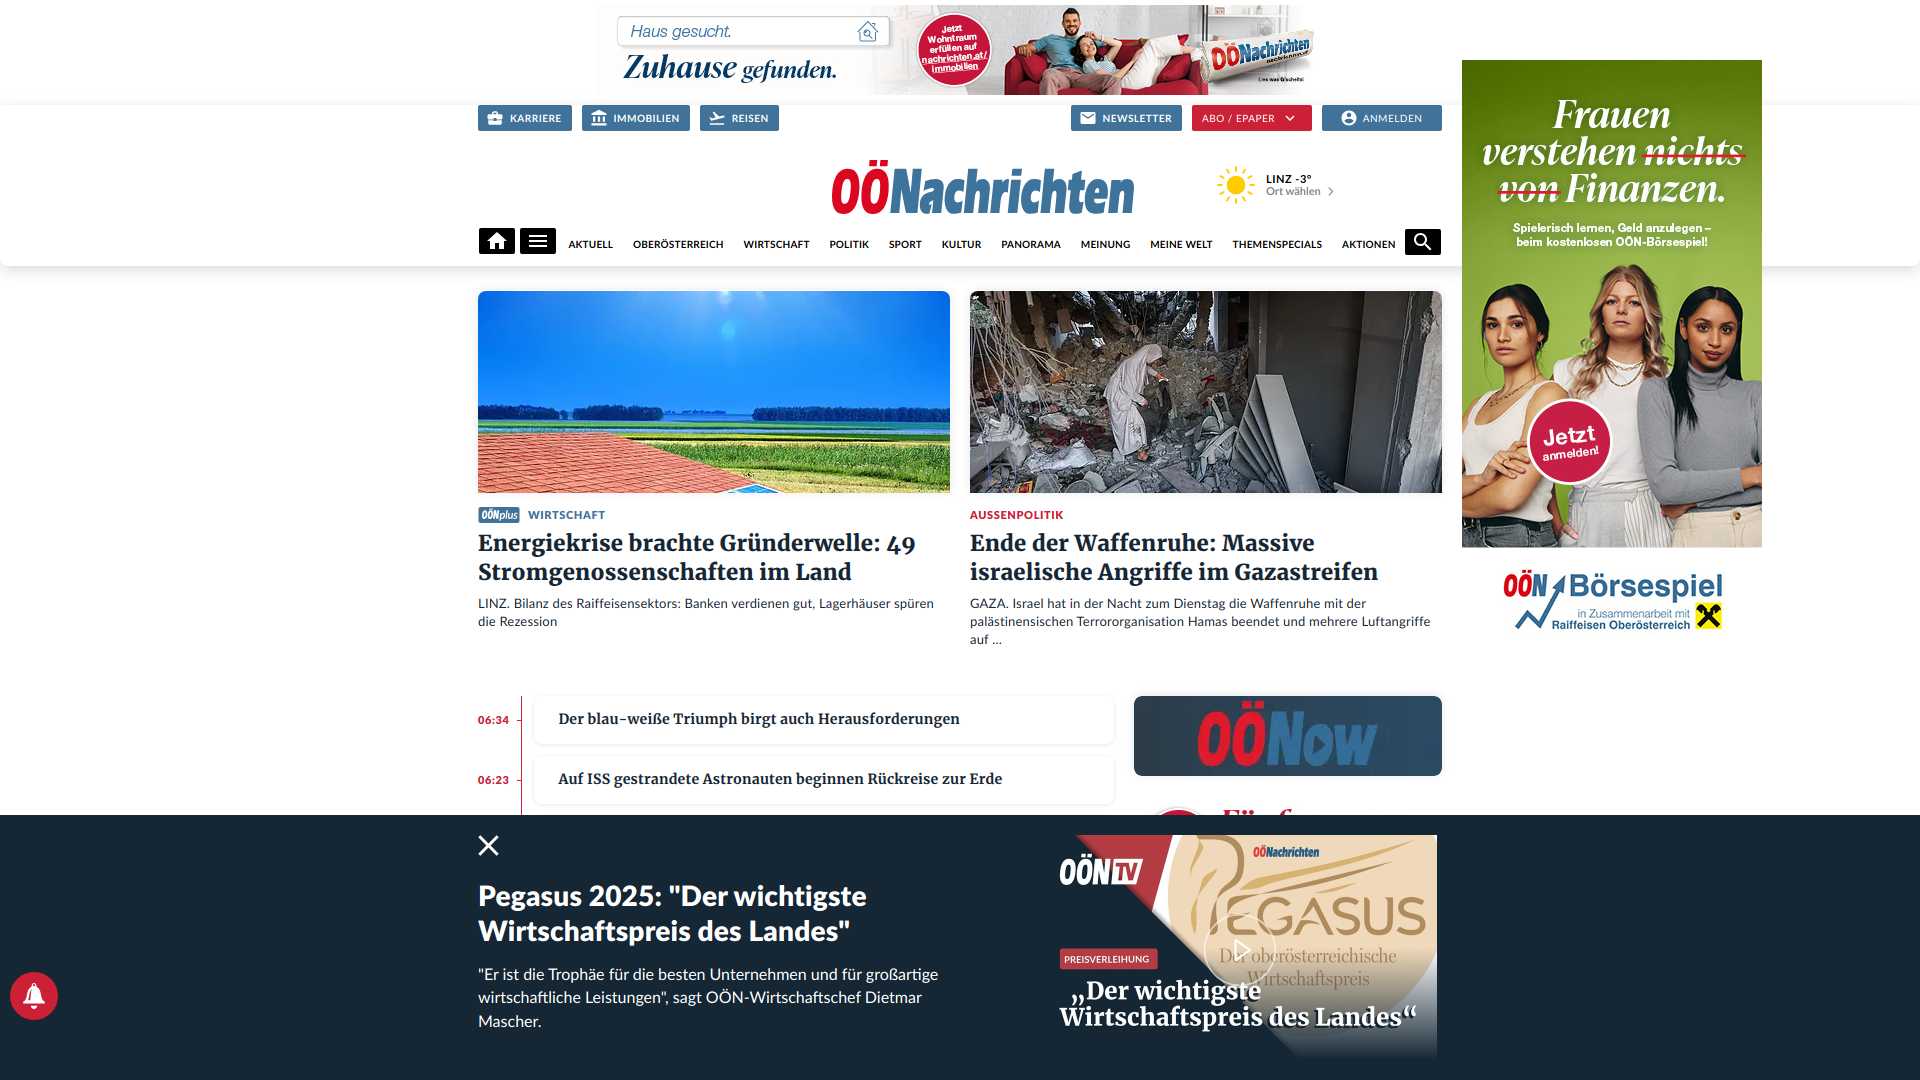 Haus gesucht.
Zuhause gefunden.
Jetzt
Wohntraum
erfüllen auf
nachrichten.at/
immobilien
OÖNachrichten
Lies was G'scheits!
KARRIERE
IMMOBILIEN
REISEN
NEWSLETTER
ABO / EPAPER
ANMELDEN
OÖNachrichten
LINZ -3°
Ort wählen
AKTUELL
OBERÖSTERREICH
WIRTSCHAFT
POLITIK
SPORT
KULTUR
PANORAMA
MEINUNG
MEINE WELT
THEMENSPECIALS
AKTIONEN
Frauen
verstehen nichts
von Finanzen.
Spielerisch lernen, Geld anzulegen –
beim kostenlosen OÖN-Börsespiel!
Jetzt
anmelden!
OÖN Börsespiel
in Zusammenarbeit mit
Raiffeisen Oberösterreich
OÖNplus WIRTSCHAFT
Energiekrise brachte Gründerwelle: 49
Stromgenossenschaften im Land
LINZ. Bilanz des Raiffeisensektors: Banken verdienen gut, Lagerhäuser spüren
die Rezession
AUSSENPOLITIK
Ende der Waffenruhe: Massive
israelische Angriffe im Gazastreifen
GAZA. Israel hat in der Nacht zum Dienstag die Waffenruhe mit der
palästinensischen Terrororganisation Hamas beendet und mehrere Luftangriffe
auf ...
06:34
Der blau-weiße Triumph birgt auch Herausforderungen
06:23
Auf ISS gestrandete Astronauten beginnen Rückreise zur Erde
OÖNow
Pegasus 2025: "Der wichtigste
Wirtschaftspreis des Landes"
"Er ist die Trophäe für die besten Unternehmen und für großartige
wirtschaftliche Leistungen", sagt OÖN-Wirtschaftschef Dietmar
Mascher.
OÖN TV
OÖNachrichten
PEGASUS
Der oberösterreichische
Wirtschaftspreis
PREISVERLEIHUNG
„Der wichtigste
Wirtschaftspreis des Landes“